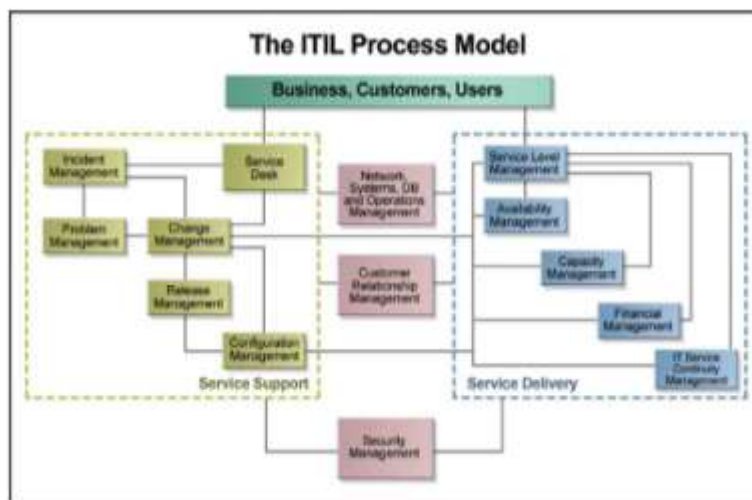 The ITIL Process Model
Business, Customers, Users
Incident
Management
Service
Desk
Problem
Management
Change
Management
Release
Management
Configuration
Management
Service Support
Network,
Systems, DB
and Operations
Management
Customer
Relationship
Management
Security
Management
Service Level
Management
Availability
Management
Capacity
Management
Financial
Management
IT Service
Continuity
Management
Service Delivery